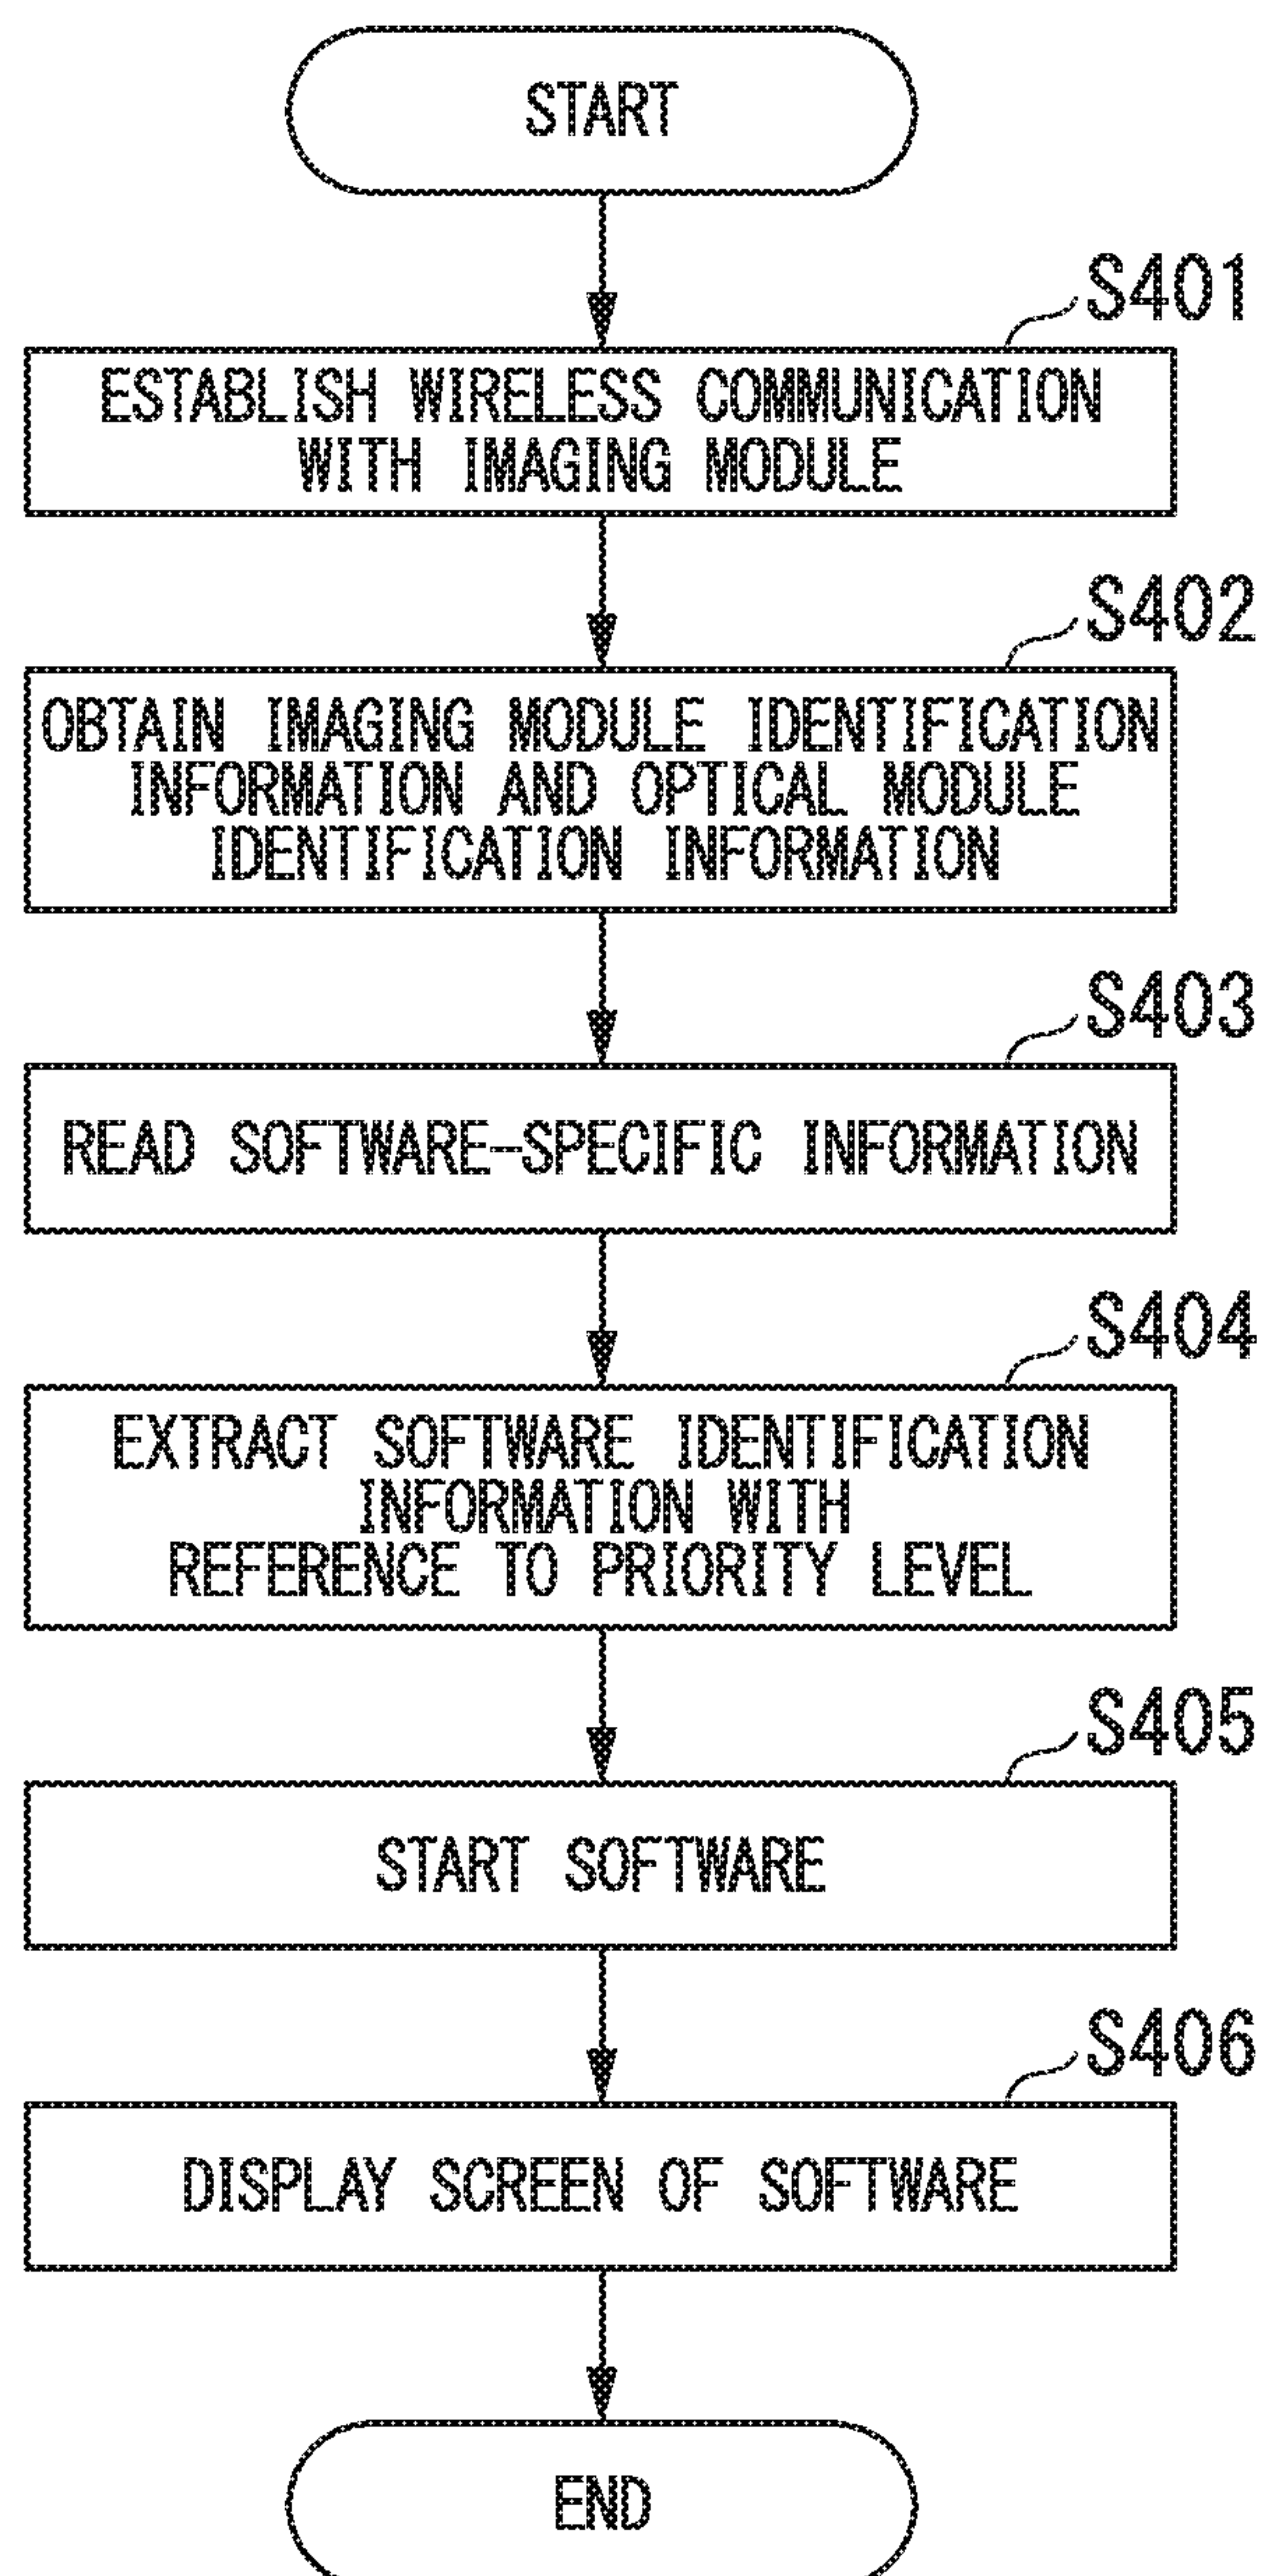 START
S401
ESTABLISH WIRELESS COMMUNICATION
WITH IMAGING MODULE
S402
OBTAIN IMAGING MODULE IDENTIFICATION
INFORMATION AND OPTICAL MODULE
IDENTIFICATION INFORMATION
S403
READ SOFTWARE-SPECIFIC INFORMATION
S404
EXTRACT SOFTWARE IDENTIFICATION
INFORMATION WITH
REFERENCE TO PRIORITY LEVEL
S405
START SOFTWARE
S406
DISPLAY SCREEN OF SOFTWARE
END